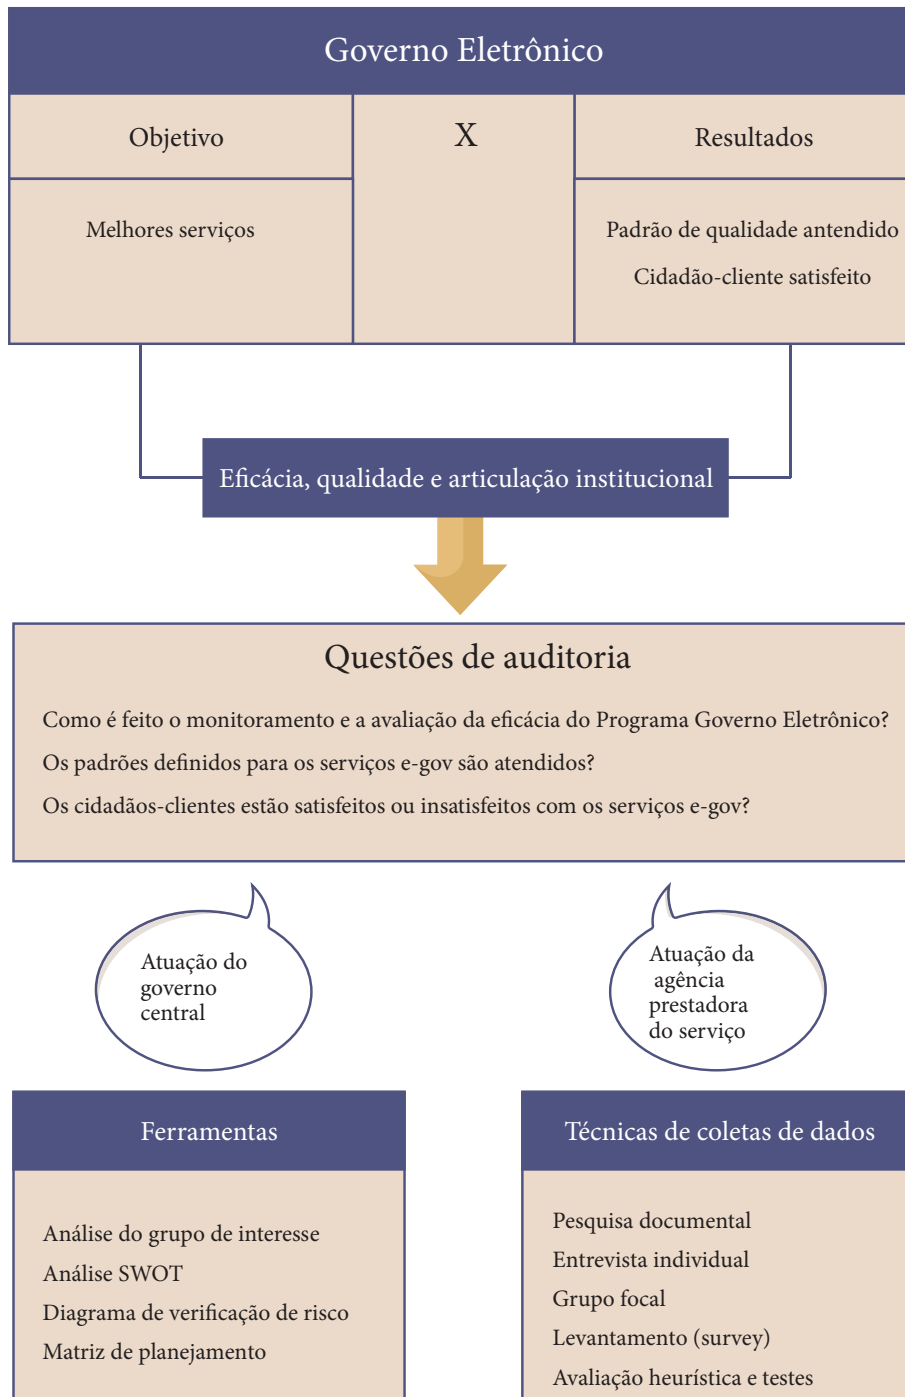 Governo Eletrônico
Objetivo
X
Resultados
Melhores serviços
Padrão de qualidade antendido
Cidadão-cliente satisfeito
Eficácia, qualidade e articulação institucional
Questões de auditoria
Como é feito o monitoramento e a avaliação da eficácia do Programa Governo Eletrônico?
Os padrões definidos para os serviços e-gov são atendidos?
Os cidadãos-clientes estão satisfeitos ou insatisfeitos com os serviços e-gov?
Atuação do
governo
central
Atuação da
agência
prestadora
do serviço
Ferramentas
Análise do grupo de interesse
Análise SWOT
Diagrama de verificação de risco
Matriz de planejamento
Técnicas de coletas de dados
Pesquisa documental
Entrevista individual
Grupo focal
Levantamento (survey)
Avaliação heurística e testes